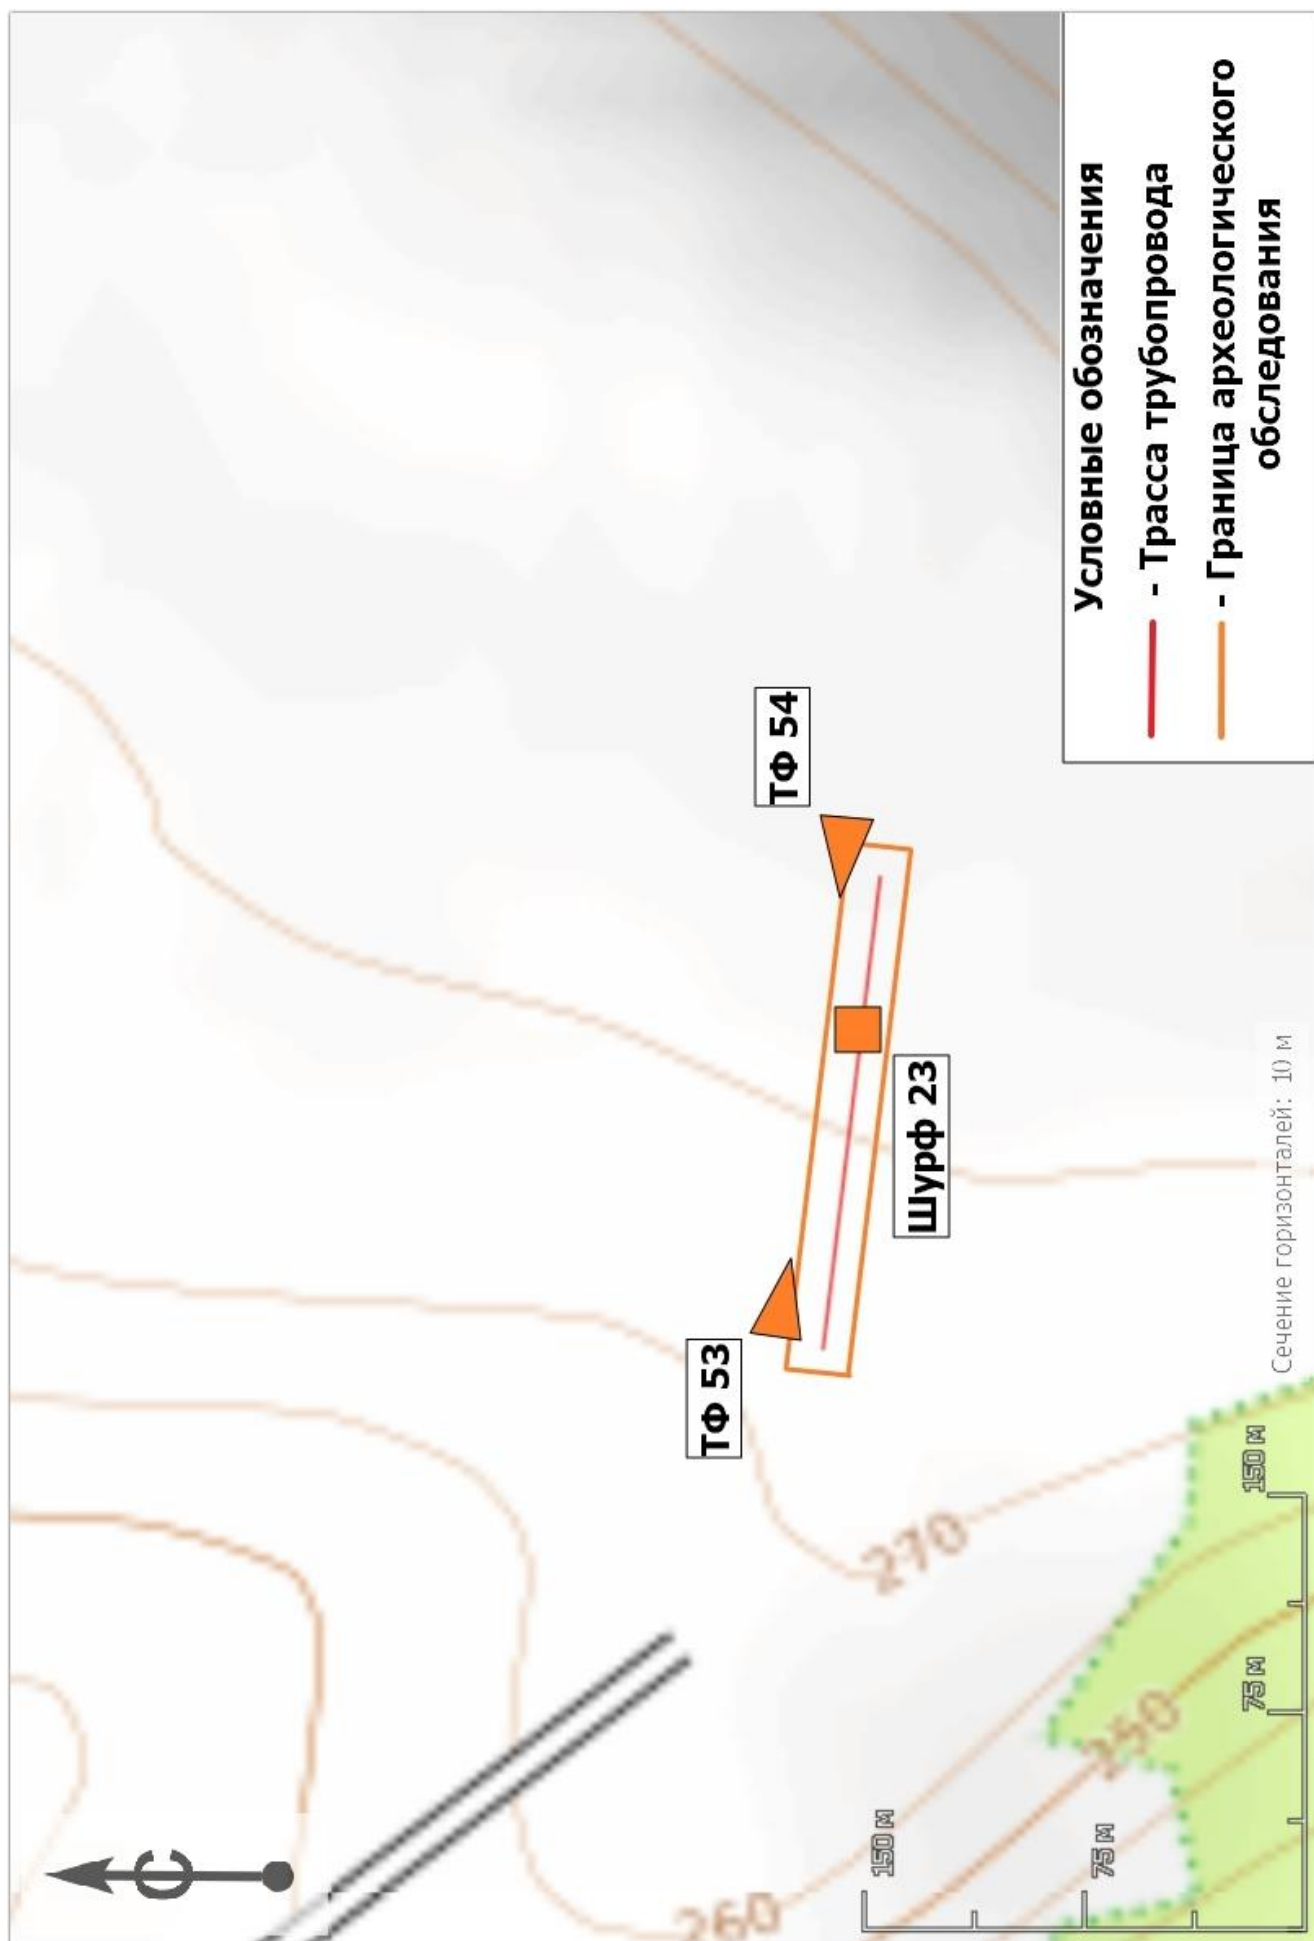 С
ТФ 53
ТФ 54
Шурф 23
270
260
250
150 м
75 м
75 м
150 м
Сечение горизонталей: 10 м
Условные обозначения
- Трасса трубопровода
- Граница археологического
обследования